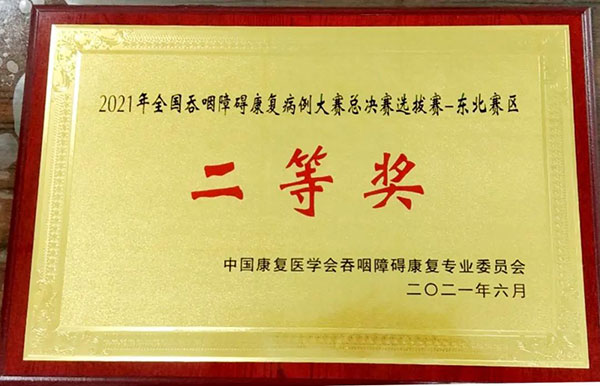 2021年全国吞咽障碍康复病例大赛总决赛选拔赛-东北赛区
二等奖
中国康复医学会吞咽障碍康复专业委员会
二〇二一年六月